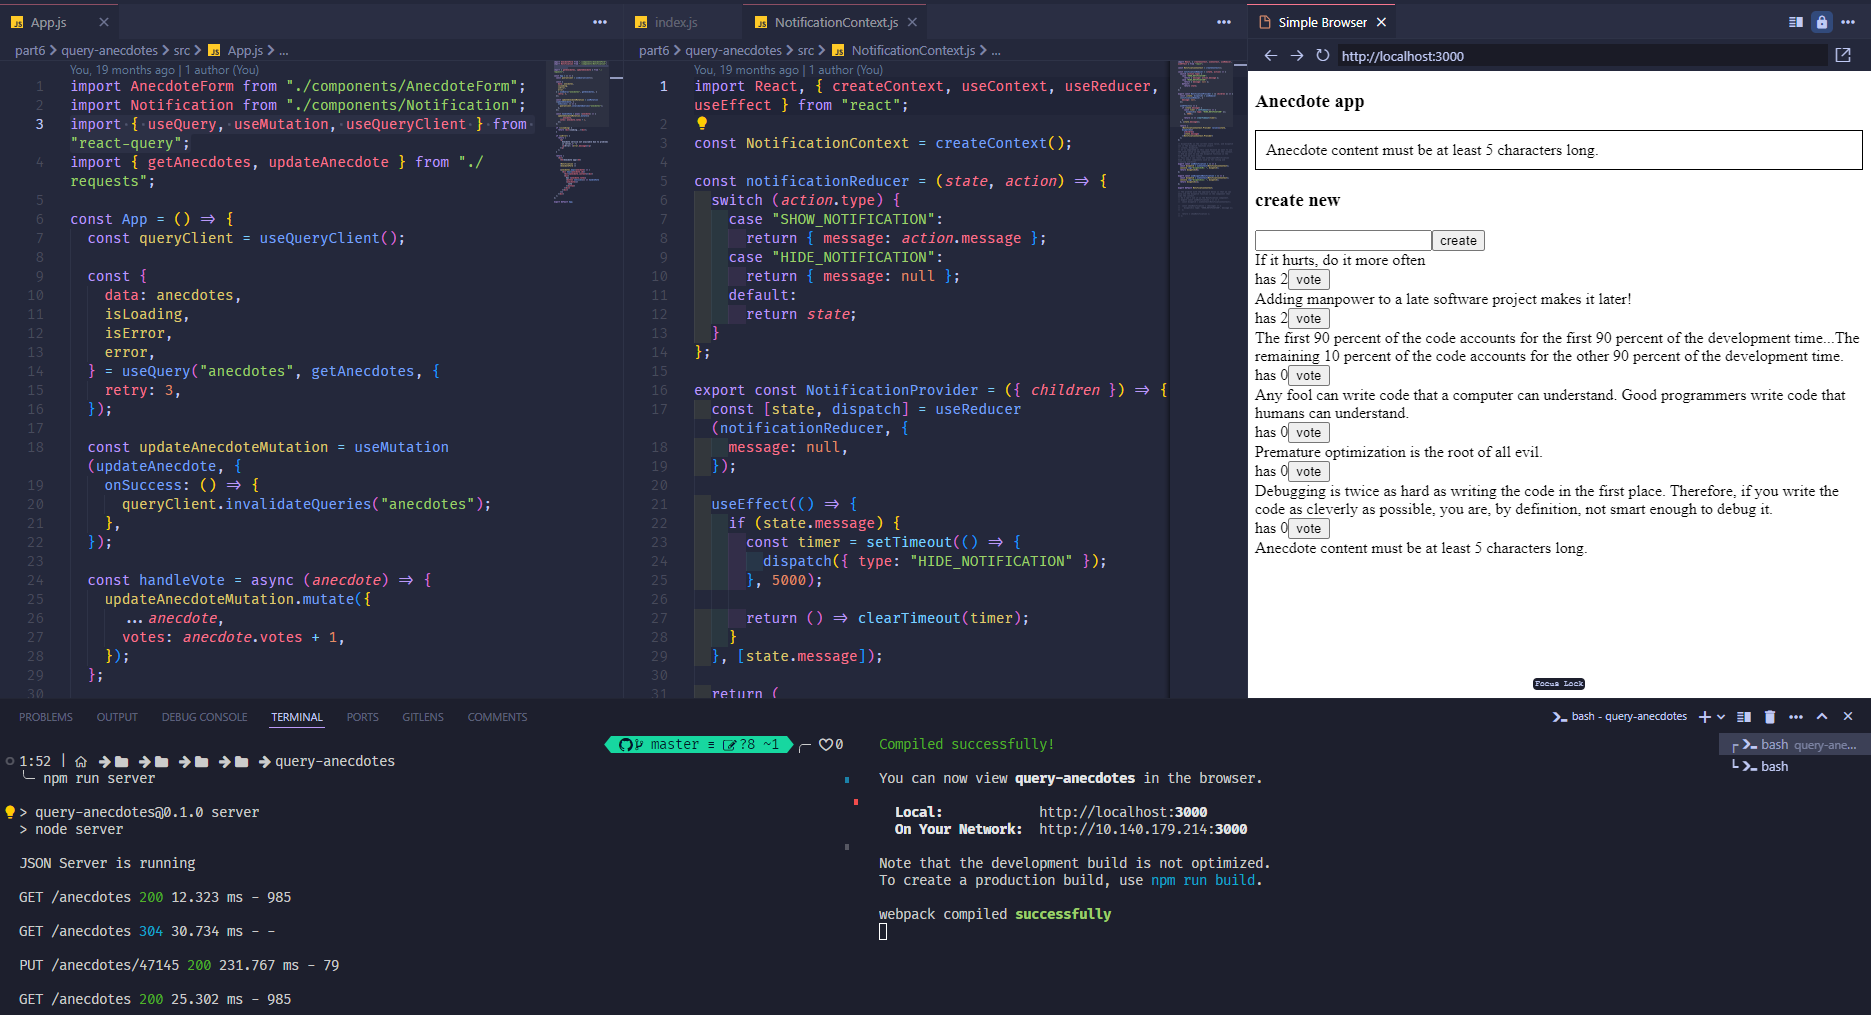 App.js
part6 > query-anecdotes > src > App.js > ...
You, 19 months ago | 1 author (You)
1 import AnecdoteForm from "./components/AnecdoteForm";
2 import Notification from "./components/Notification";
3 import { useQuery, useMutation, useQueryClient } from
"react-query";
4 import { getAnecdotes, updateAnecdote } from "./
requests";
5
6 const App = () => {
7 const queryClient = useQueryClient();
8
9 const {
10 data: anecdotes,
11 isLoading,
12 isError,
13 error,
14 } = useQuery("anecdotes", getAnecdotes, {
15 retry: 3,
16 });
17
18 const updateAnecdoteMutation = useMutation
(updateAnecdote, {
19 onSuccess: () => {
20 queryClient.invalidateQueries("anecdotes");
21 },
22 });
23
24 const handleVote = async (anecdote) => {
25 updateAnecdoteMutation.mutate({
26 ...anecdote,
27 votes: anecdote.votes + 1,
28 });
29 };
30
index.js
NotificationContext.js
part6 > query-anecdotes > src > NotificationContext.js > ...
You, 19 months ago | 1 author (You)
1 import React, { createContext, useContext, useReducer,
useEffect } from "react";
2
3 const NotificationContext = createContext();
4
5 const notificationReducer = (state, action) => {
6 switch (action.type) {
7 case "SHOW_NOTIFICATION":
8 return { message: action.message };
9 case "HIDE_NOTIFICATION":
10 return { message: null };
11 default:
12 return state;
13 }
14 };
15
16 export const NotificationProvider = ({ children }) => {
17 const [state, dispatch] = useReducer
(notificationReducer, {
18 message: null,
19 });
20
21 useEffect(() => {
22 if (state.message) {
23 const timer = setTimeout(() => {
24 dispatch({ type: "HIDE_NOTIFICATION" });
25 }, 5000);
26
27 return () => clearTimeout(timer);
28 }
29 }, [state.message]);
30
31 return (
Simple Browser
http://localhost:3000
Anecdote app
Anecdote content must be at least 5 characters long.
create new
create
If it hurts, do it more often
has 2 vote
Adding manpower to a late software project makes it later!
has 2 vote
The first 90 percent of the code accounts for the first 90 percent of the development time...The
remaining 10 percent of the code accounts for the other 90 percent of the development time.
has 0 vote
Any fool can write code that a computer can understand. Good programmers write code that
humans can understand.
has 0 vote
Premature optimization is the root of all evil.
has 0 vote
Debugging is twice as hard as writing the code in the first place. Therefore, if you write the
code as cleverly as possible, you are, by definition, not smart enough to debug it.
has 0 vote
Anecdote content must be at least 5 characters long.
Focus Lock
PROBLEMS OUTPUT DEBUG CONSOLE TERMINAL PORTS GITLENS COMMENTS
bash - query-anecdotes
master ≡ ?8 ~1 0
1:52 | query-anecdotes
npm run server
> query-anecdotes@0.1.0 server
> node server
JSON Server is running
GET /anecdotes 200 12.323 ms - 985
GET /anecdotes 304 30.734 ms - -
PUT /anecdotes/47145 200 231.767 ms - 79
GET /anecdotes 200 25.302 ms - 985
Compiled successfully!
You can now view query-anecdotes in the browser.
Local: http://localhost:3000
On Your Network: http://10.140.179.214:3000
Note that the development build is not optimized.
To create a production build, use npm run build.
webpack compiled successfully
bash query-ane...
bash